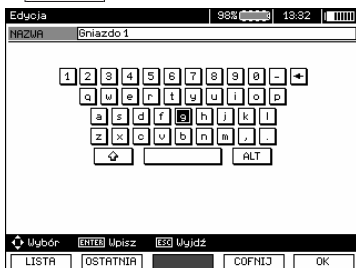 Edycja 98% 13:32
NAZWA Gniazdo 1
1 2 3 4 5 6 7 8 9 0 - ←
q w e r t y u i o p
a s d f g h j k l
z x c v b n m , .
⇧ ALT
Wybór ENTER Wpisz ESC Wyjdź
LISTA OSTATNIA COFNIJ OK